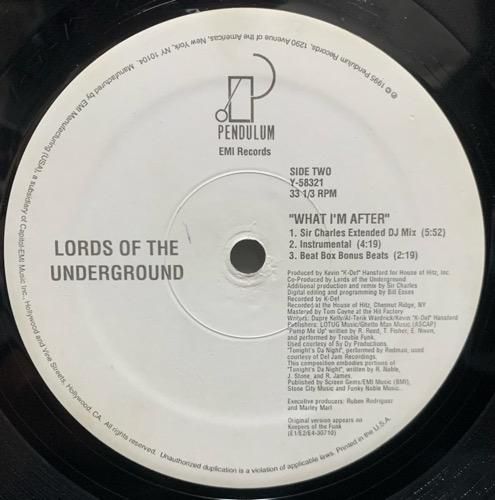 PENDULUM
EMI Records
SIDE TWO
Y-58321
33 1/3 RPM
LORDS OF THE
UNDERGROUND
"WHAT I'M AFTER"
1. Sir Charles Extended DJ Mix (5:52)
2. Instrumental (4:19)
3. Beat Box Bonus Beats (2:19)
Produced by Kevin "K-Def" Hansford for House of Hitz, Inc.
Co-Produced by Lords of the Underground
Additional production and remix by Sir Charles
Digital editing and programming by Bill Esses
Recorded by K-Def
Recorded at the House of Hitz, Chesnut Ridge, NY
Mastered by Tom Coyne at the Hit Factory
Writers: Dupre Kelly/Al-Terik Wardrick/Kevin "K-Def" Hansford
Publishers: LOTUG Music/Ghetto Man Music (ASCAP)
"Pump Me Up" written by R. Reed, T. Fisher, E. Nixon,
and performed by Trouble Funk.
Used courtesy of Sy Dy Productions.
"Tonight's Da Night", performed by Redman, used
courtesy of Def Jam Recordings.
This composition embodies portions of
"Tonight's Da Night", written by R. Noble,
J. Stone, and R. James.
Published by Screen Gems/EMI Music (BMI),
Stone City Music and Funky Noble Music..
Executive producers: Ruben Rodriguez
and Marley Marl
Original version appears on
Keepers of the Funk
(E1/E2/E4-30710)
℗ © 1995 Pendulum Records, 1290 Avenue of the Americas, New York, NY 10104. Manufactured by EMI Manufacturing (USA), a subsidiary of Capitol-EMI Music Inc., Hollywood and Vine Streets, Hollywood, CA. All rights reserved. Unauthorized duplication is a violation of applicable laws. Printed in the U.S.A.